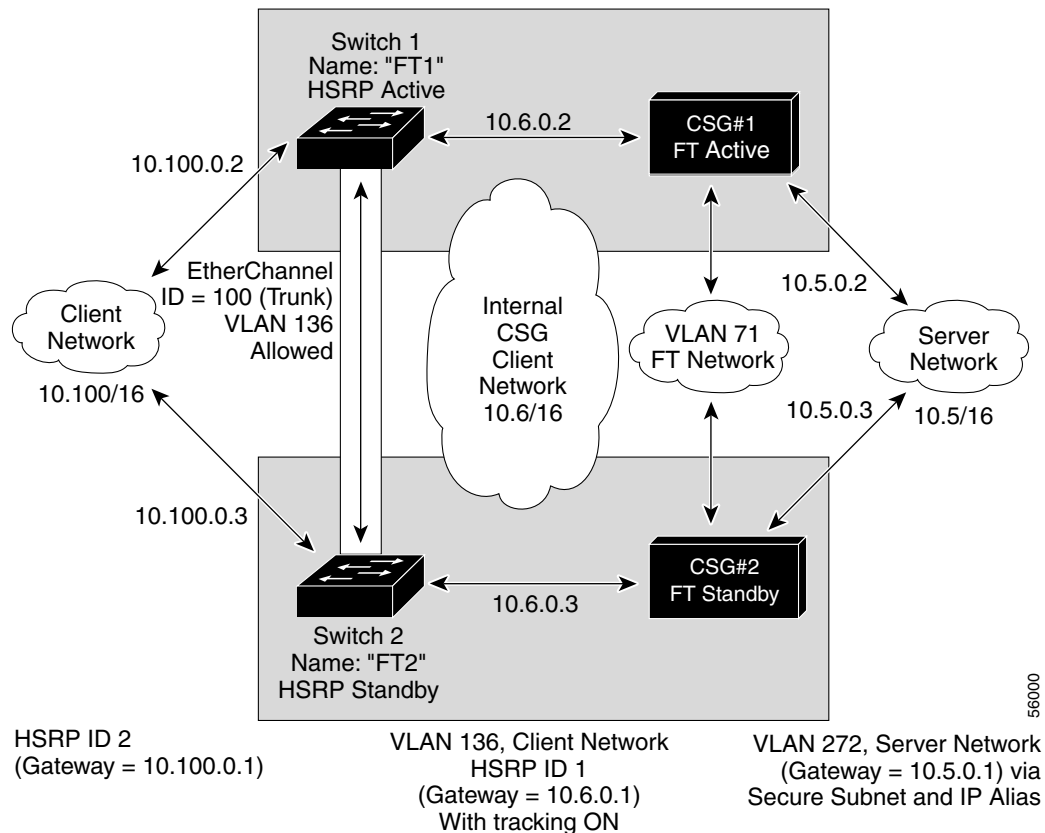 Switch 1
Name: "FT1"
HSRP Active
10.6.0.2
CSG#1
FT Active
10.100.0.2
EtherChannel
ID = 100 (Trunk)
VLAN 136
Allowed
Client
Network
10.100/16
Internal
CSG
Client
Network
10.6/16
VLAN 71
FT Network
10.5.0.2
Server
Network
10.5/16
10.5.0.3
10.100.0.3
10.6.0.3
CSG#2
FT Standby
Switch 2
Name: "FT2"
HSRP Standby
56000
HSRP ID 2
(Gateway = 10.100.0.1)
VLAN 136, Client Network
HSRP ID 1
(Gateway = 10.6.0.1)
With tracking ON
VLAN 272, Server Network
(Gateway = 10.5.0.1) via
Secure Subnet and IP Alias